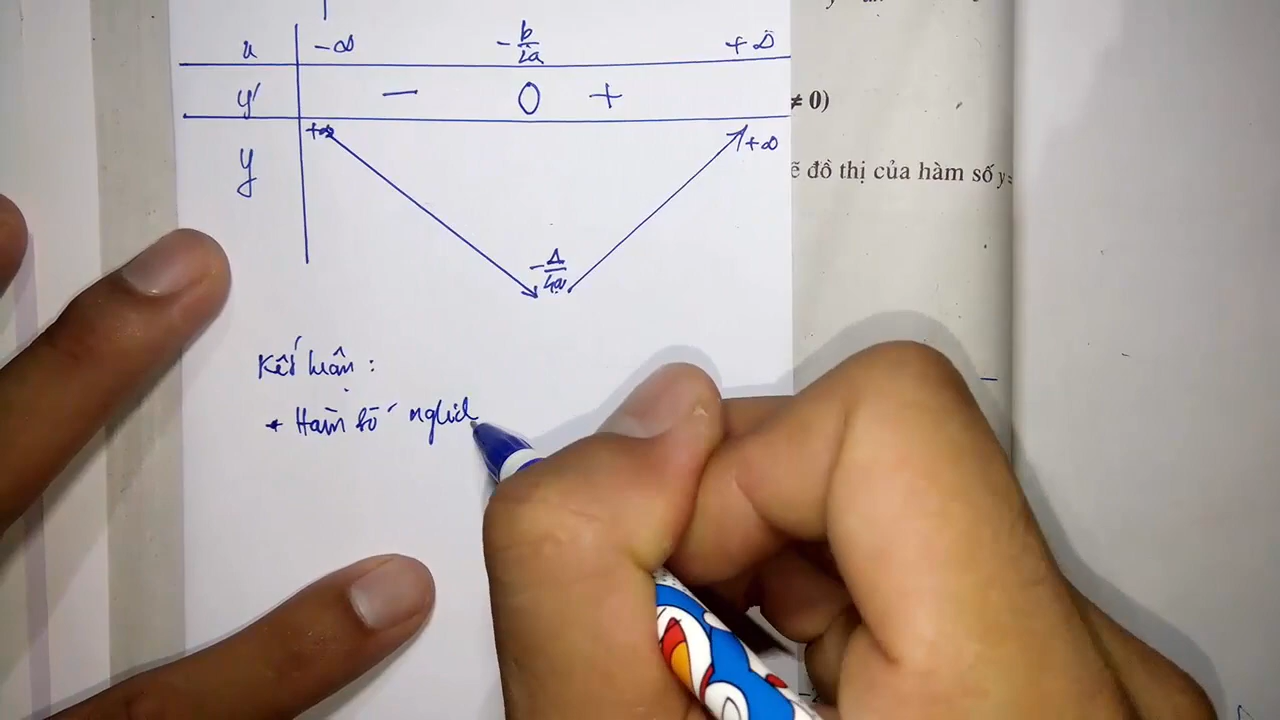 x -∞ -b/2a +∞
y' - 0 +
≠ 0)
+∞ +∞
y
ẽ đồ thị của hàm số y=
-Δ/4a
Kết luận :
* Hàm số nghịch